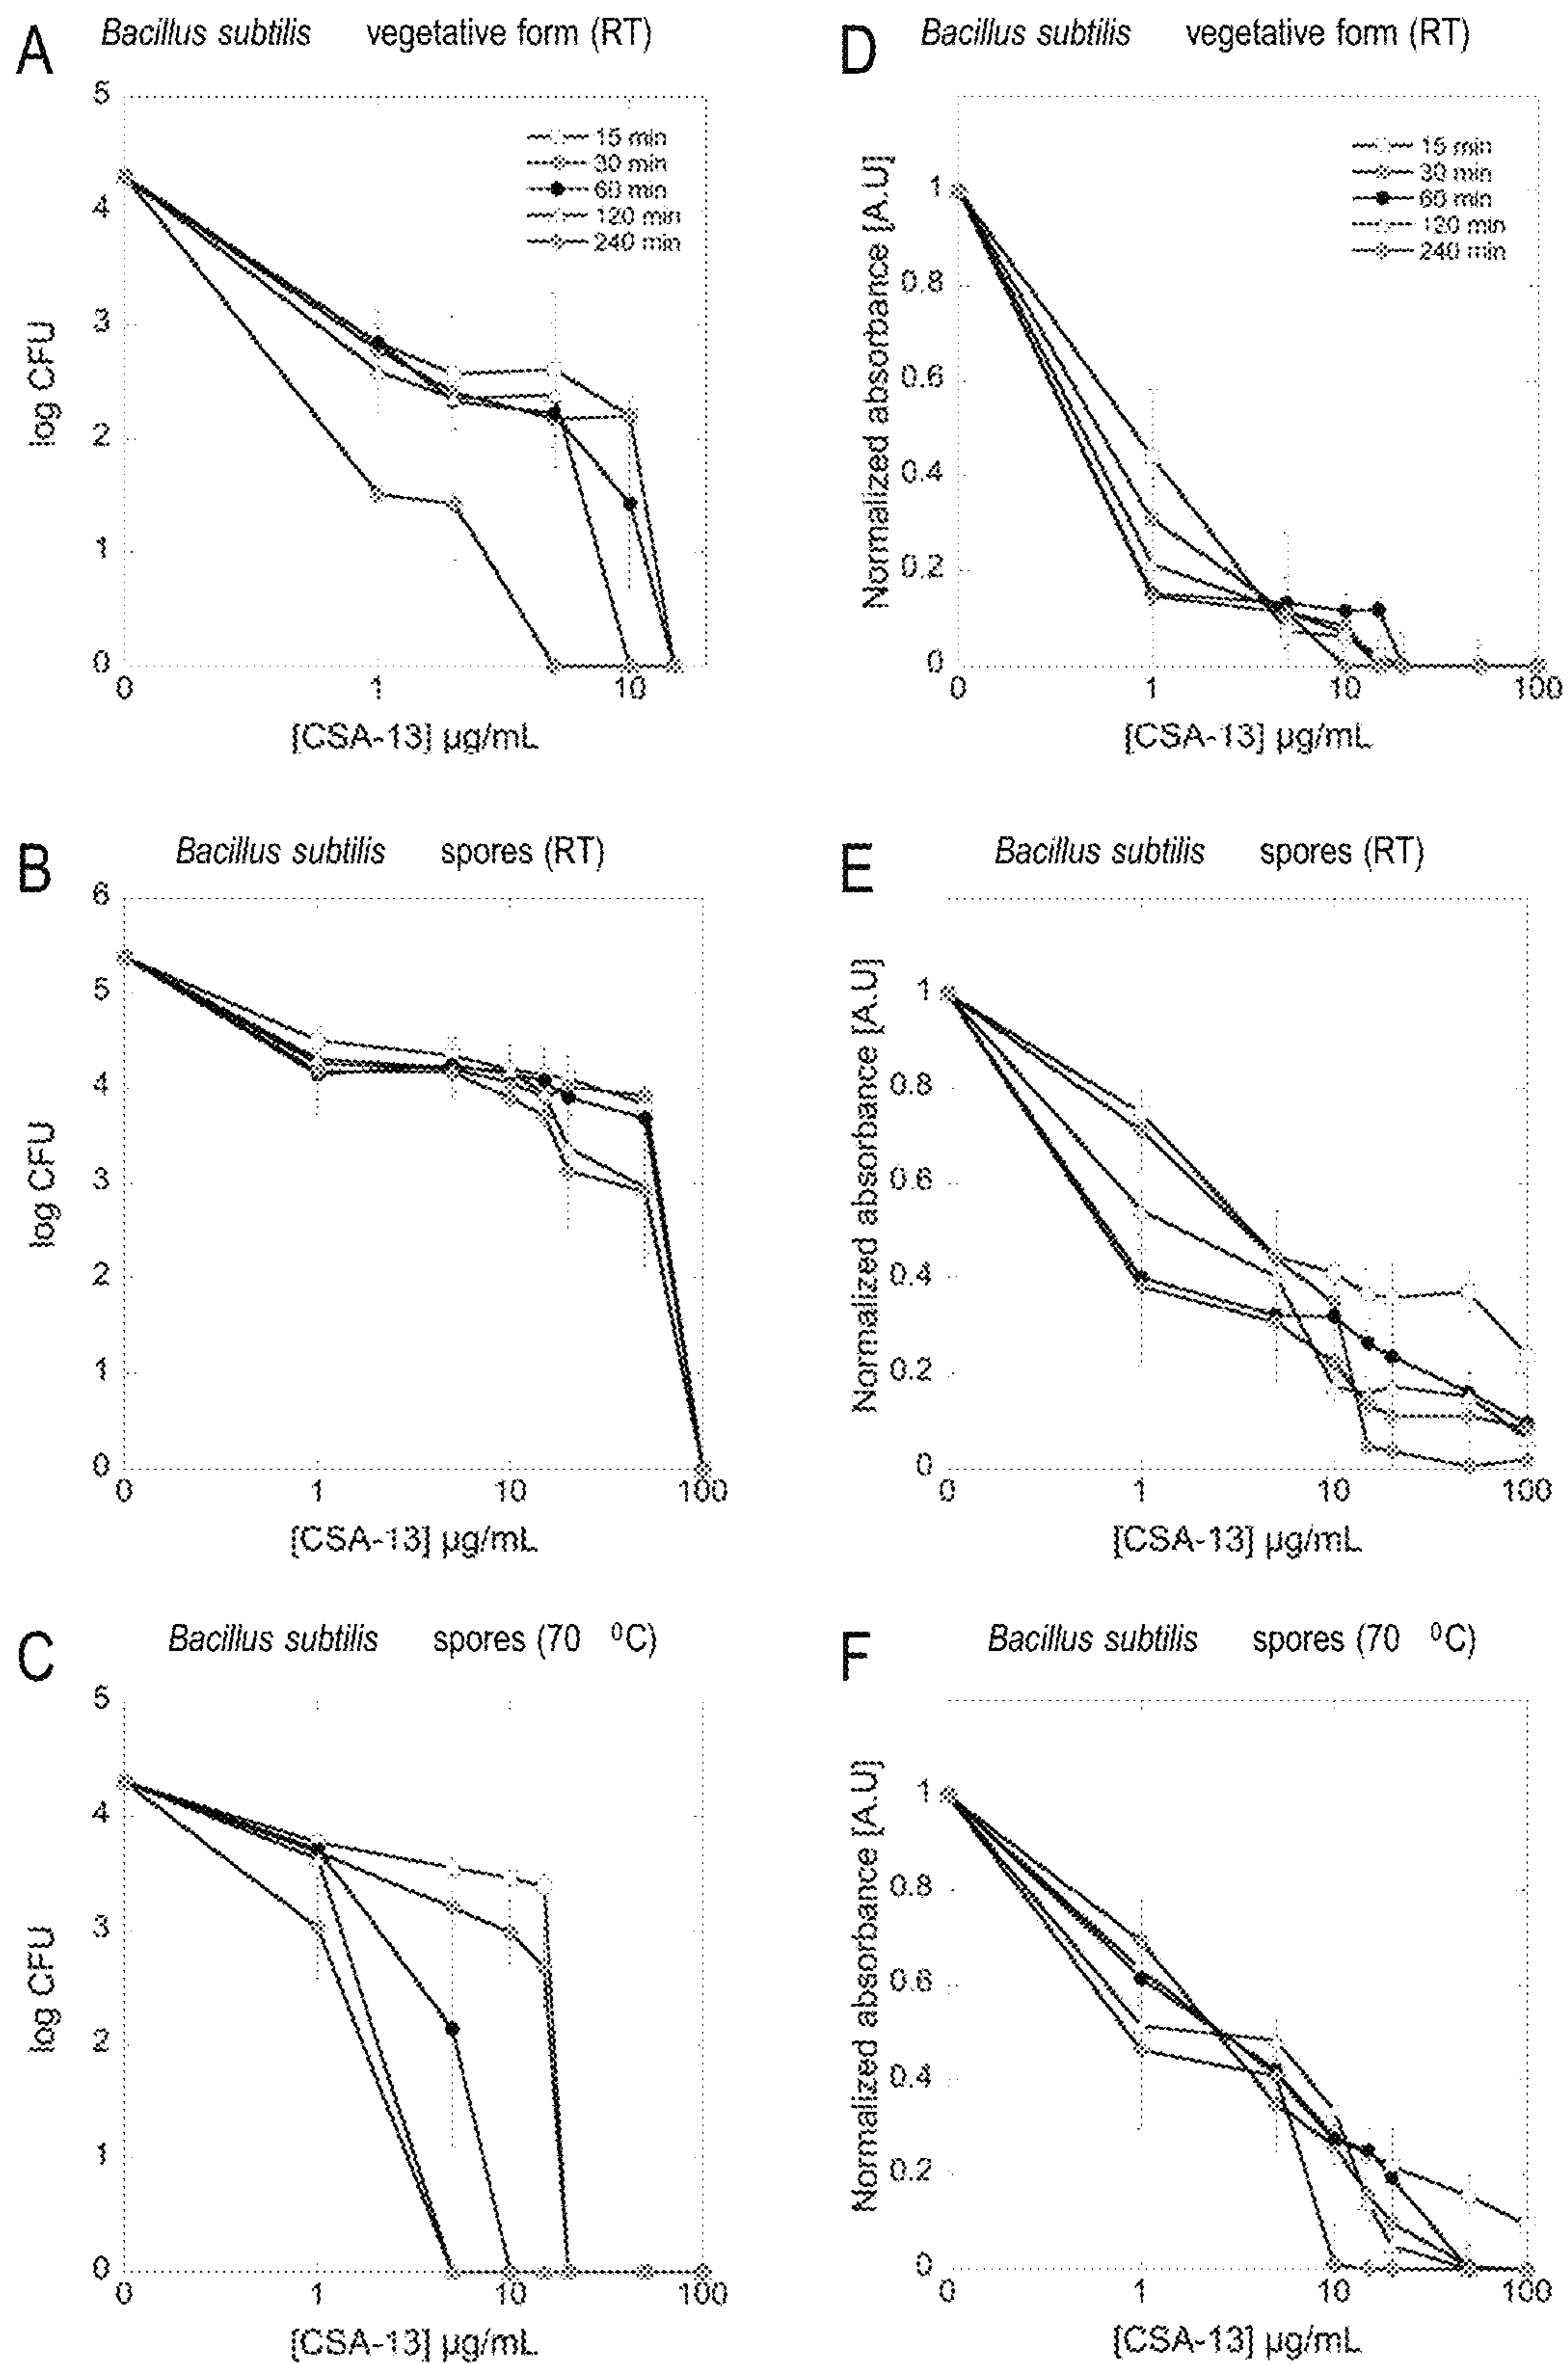 A Bacillus subtilis vegetative form (RT)
5
4
3
2
1
0
log CFU
15 min
30 min
60 min
120 min
240 min
0 1 10
[CSA-13] µg/mL
D Bacillus subtilis vegetative form (RT)
1
0.8
0.6
0.4
0.2
0
Normalized absorbance [A.U]
15 min
30 min
60 min
120 min
240 min
0 1 10 100
[CSA-13] µg/mL
B Bacillus subtilis spores (RT)
6
5
4
3
2
1
0
log CFU
0 1 10 100
[CSA-13] µg/mL
E Bacillus subtilis spores (RT)
1
0.8
0.6
0.4
0.2
0
Normalized absorbance [A.U]
0 1 10 100
[CSA-13] µg/mL
C Bacillus subtilis spores (70 ⁰C)
5
4
3
2
1
0
log CFU
0 1 10 100
[CSA-13] µg/mL
F Bacillus subtilis spores (70 ⁰C)
1
0.8
0.6
0.4
0.2
0
Normalized absorbance [A.U]
0 1 10 100
[CSA-13] µg/mL